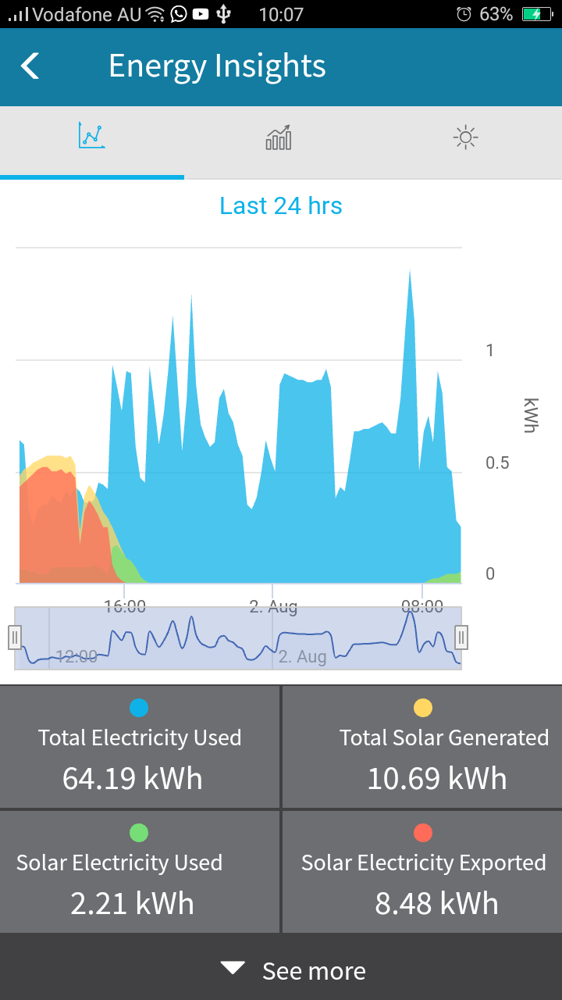 Vodafone AU 10:07 63%
Energy Insights
Last 24 hrs
1
0.5
0
kWh
16:00 2. Aug 08:00
12:00 2. Aug
Total Electricity Used
64.19 kWh
Total Solar Generated
10.69 kWh
Solar Electricity Used
2.21 kWh
Solar Electricity Exported
8.48 kWh
See more